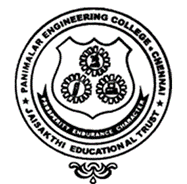 PANIMALAR ENGINEERING COLLEGE, CHENNAI
PROSPERITY ENDURANCE CHARACTER
JAISAKTHI EDUCATIONAL TRUST